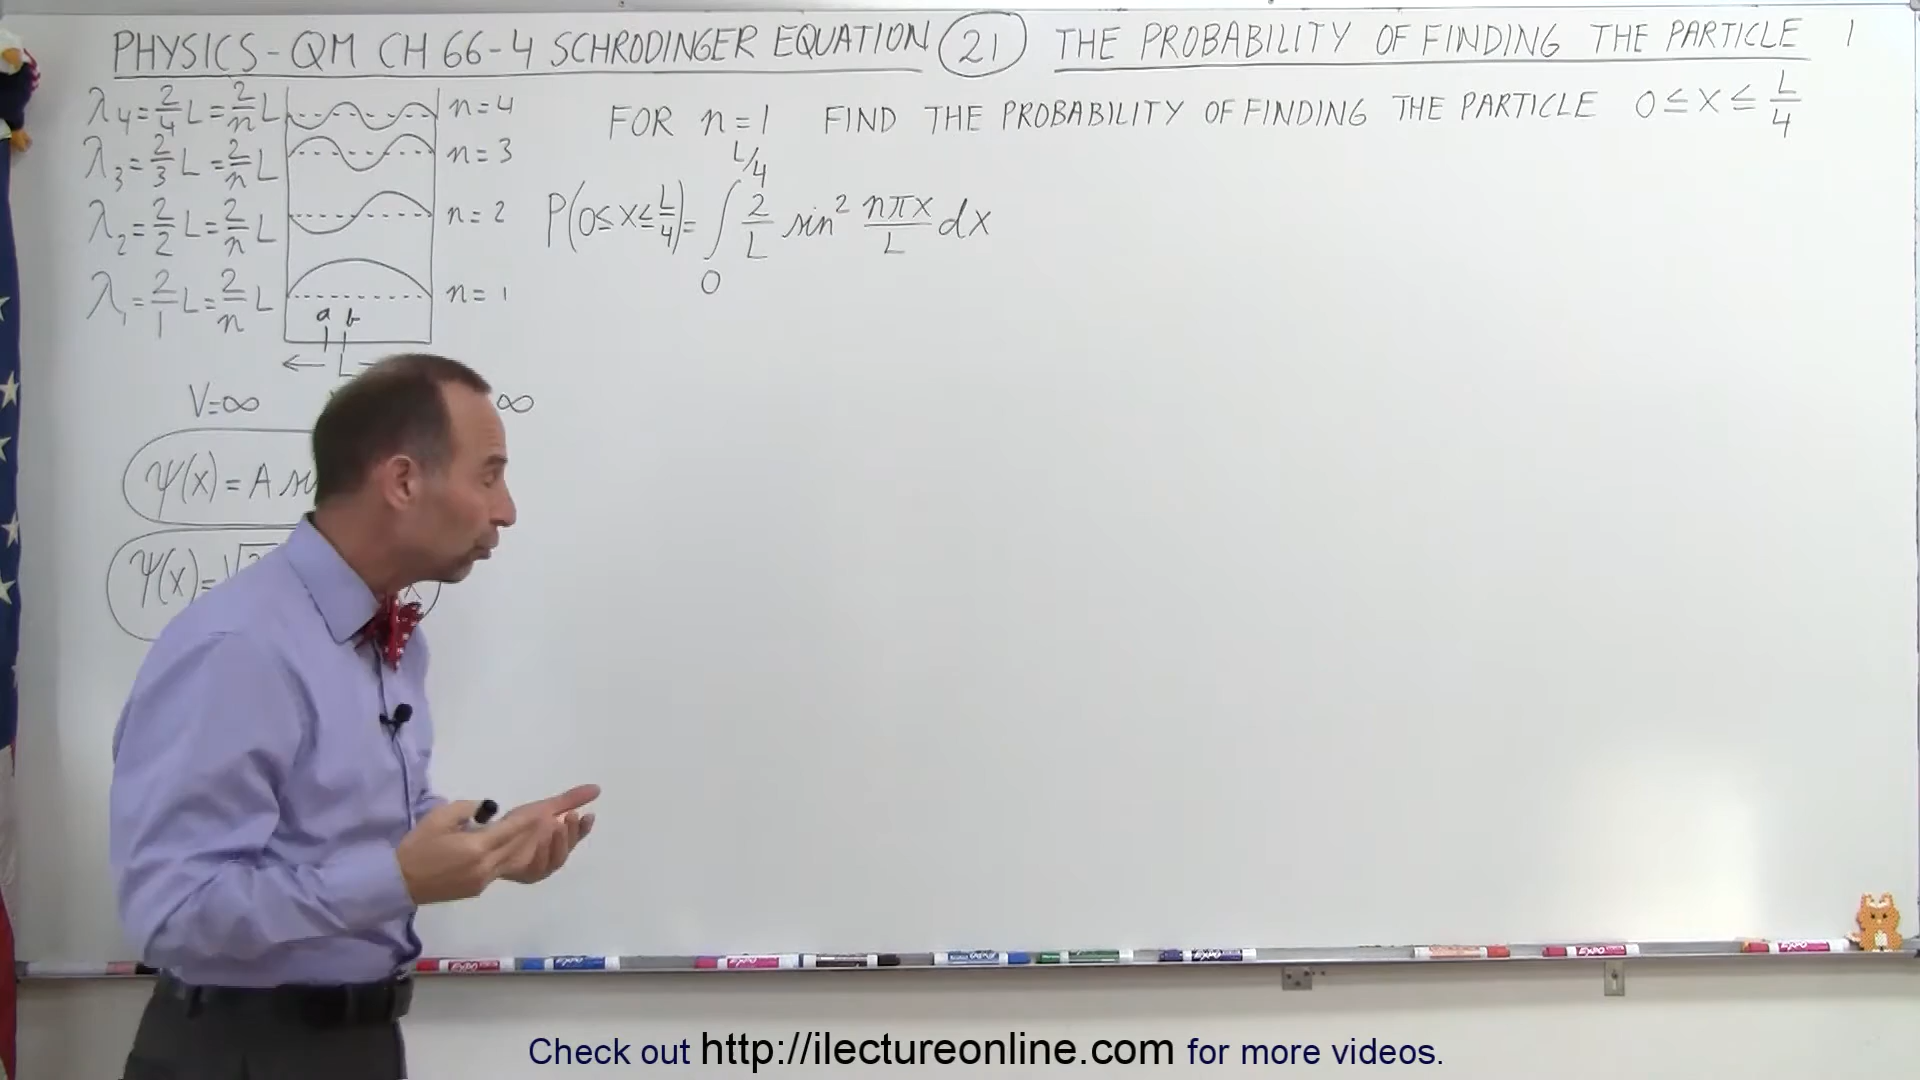 PHYSICS - QM CH 66-4 SCHRODINGER EQUATION 21 THE PROBABILITY OF FINDING THE PARTICLE 1
λ₄ = 2/4 L = 2/n L n = 4
λ₃ = 2/3 L = 2/n L n = 3
λ₂ = 2/2 L = 2/n L n = 2
λ₁ = 2/1 L = 2/n L n = 1
a b
L
V=∞ ∞
ψ(x) = A
ψ(x) = √2
FOR n = 1 FIND THE PROBABILITY OF FINDING THE PARTICLE 0 ≤ x ≤ L/4
P(0 ≤ x ≤ L/4) = ∫₀^{L/4} 2/L sin² nπx/L dx
Check out http://ilectureonline.com for more videos.